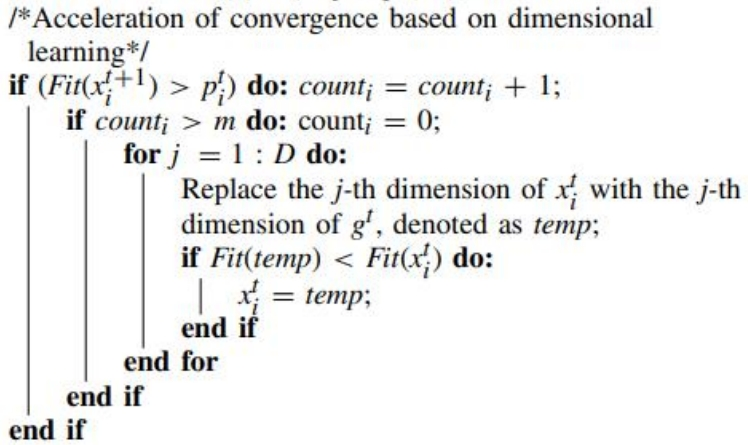 /*Acceleration of convergence based on dimensional
learning*/
if (Fit(x_i^{t+1}) > p_i^t) do: count_i = count_i + 1;
if count_i > m do: count_i = 0;
for j = 1 : D do:
Replace the j-th dimension of x_i^t with the j-th
dimension of g^t, denoted as temp;
if Fit(temp) < Fit(x_i^t) do:
x_i^t = temp;
end if
end for
end if
end if